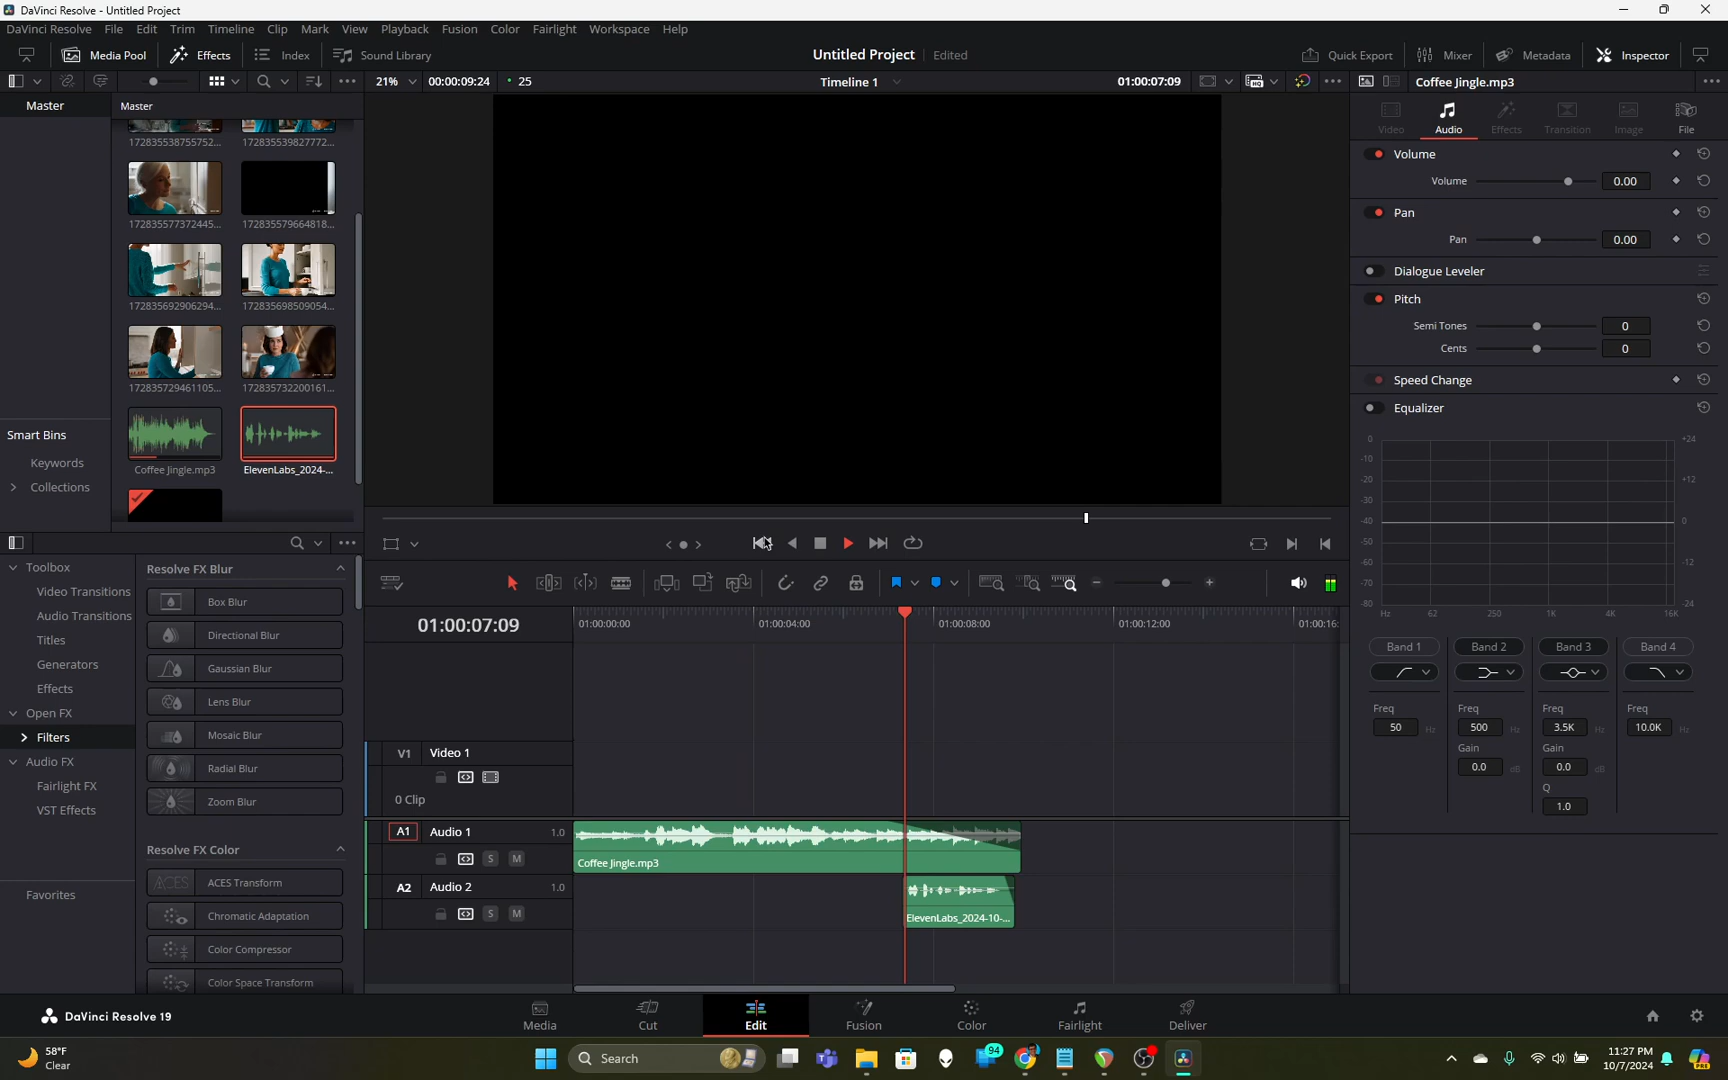 DaVinci Resolve - Untitled Project
DaVinci Resolve File Edit Trim Timeline Clip Mark View Playback Fusion Color Fairlight Workspace Help
Media Pool Effects Index Sound Library Untitled Project Edited Quick Export Mixer Metadata Inspector
21% 00:00:09:24 25 Timeline 1 01:00:07:09 Coffee Jingle.mp3
Master Master
172835538755752... 172835539827772...
172835577372445... 172835579664818...
172835692906294... 172835698509054...
172835729461105... 172835732200161...
Coffee Jingle.mp3 ElevenLabs_2024-...
Smart Bins
Keywords
Collections
Video Audio Effects Transition Image File
Volume
Volume 0.00
Pan
Pan 0.00
Dialogue Leveler
Pitch
Semi Tones 0
Cents 0
Speed Change
Equalizer
0 +24
-10
-20 +12
-30
-40 0
-50
-60 -12
-70
-80 -24
Hz 62 250 1K 4K 16K
Band 1 Band 2 Band 3 Band 4
Freq Freq Freq Freq
50 Hz 500 Hz 3.5K Hz 10.0K Hz
Gain Gain
0.0 dB 0.0 dB
Q
1.0
Toolbox
Video Transitions
Audio Transitions
Titles
Generators
Effects
Open FX
Filters
Audio FX
Fairlight FX
VST Effects
Favorites
Resolve FX Blur
Box Blur
Directional Blur
Gaussian Blur
Lens Blur
Mosaic Blur
Radial Blur
Zoom Blur
Resolve FX Color
ACES Transform
Chromatic Adaptation
Color Compressor
Color Space Transform
01:00:07:09 01:00:00:00 01:00:04:00 01:00:08:00 01:00:12:00 01:00:16:
V1 Video 1
0 Clip
A1 Audio 1 1.0
S M Coffee Jingle.mp3
A2 Audio 2 1.0
S M ElevenLabs_2024-10-...
DaVinci Resolve 19 Media Cut Edit Fusion Color Fairlight Deliver
58°F
Clear
Search
94
11:27 PM
10/7/2024